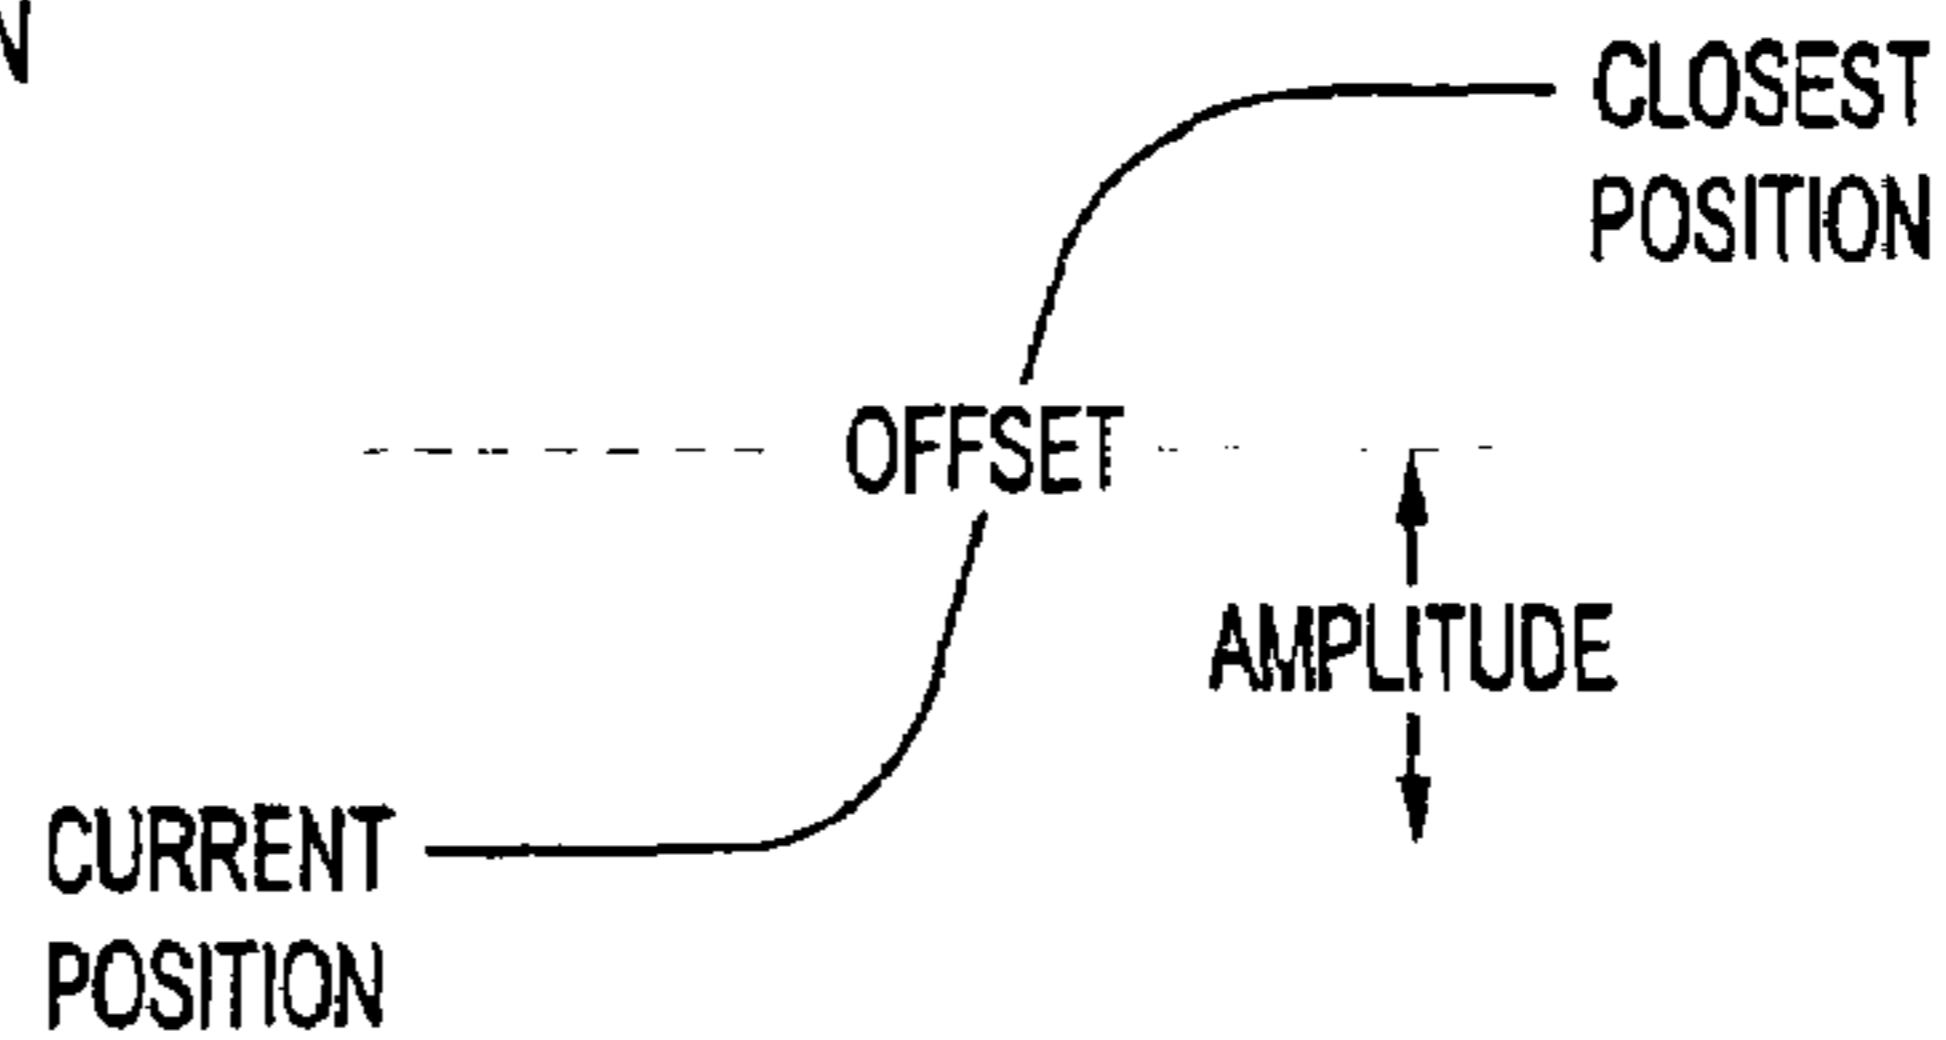 N
CLOSEST
POSITION
OFFSET
AMPLITUDE
CURRENT
POSITION